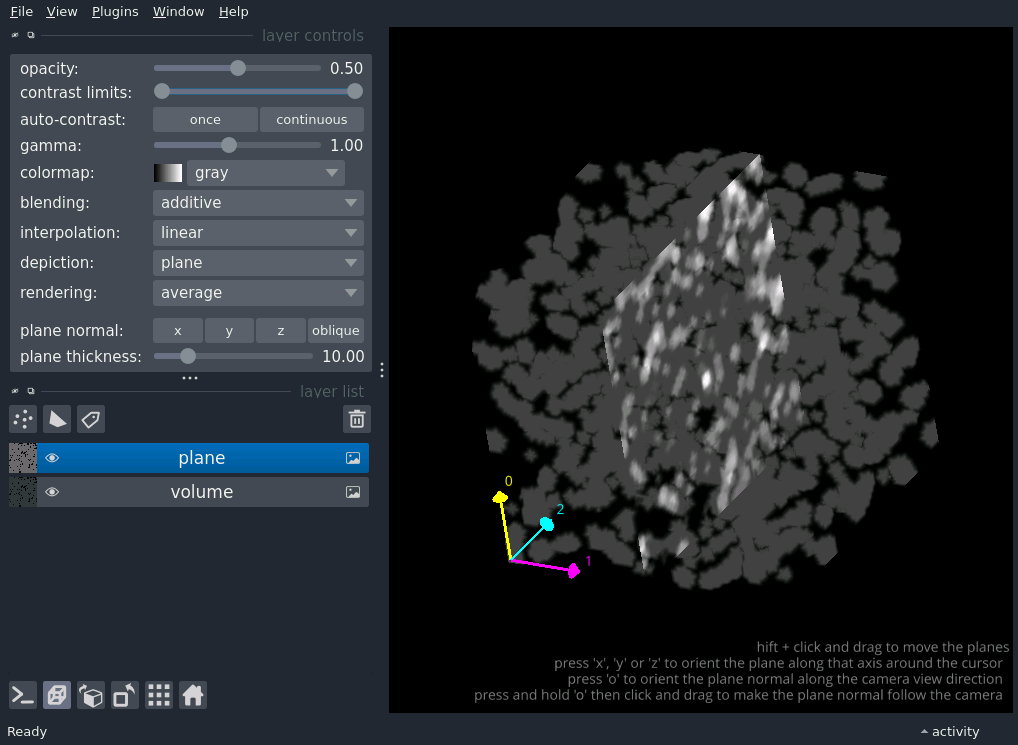 File View Plugins Window Help
layer controls
opacity: 0.50
contrast limits:
auto-contrast: once continuous
gamma: 1.00
colormap: gray
blending: additive
interpolation: linear
depiction: plane
rendering: average
plane normal: x y z oblique
plane thickness: 10.00
layer list
plane
volume
0
2
1
hift + click and drag to move the planes
press 'x', 'y' or 'z' to orient the plane along that axis around the cursor
press 'o' to orient the plane normal along the camera view direction
press and hold 'o' then click and drag to make the plane normal follow the camera
Ready activity